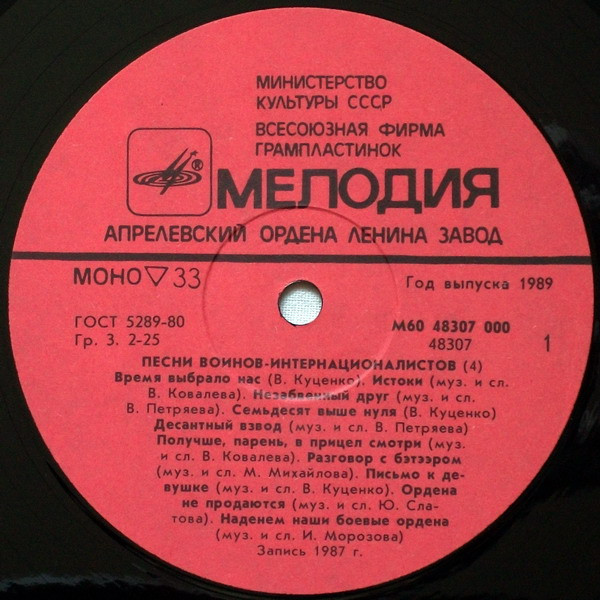 МИНИСТЕРСТВО
КУЛЬТУРЫ СССР
ВСЕСОЮЗНАЯ ФИРМА
ГРАМПЛАСТИНОК
® МЕЛОДИЯ
АПРЕЛЕВСКИЙ ОРДЕНА ЛЕНИНА ЗАВОД
МОНО ▽ 33
Год выпуска 1989
ГОСТ 5289-80
Гр. 3. 2-25
М60 48307 000
48307
1
ПЕСНИ ВОИНОВ-ИНТЕРНАЦИОНАЛИСТОВ (4)
Время выбрало нас (В. Куценко). Истоки (муз. и сл.
В. Ковалева). Незабвенный друг (муз. и сл.
В. Петряева). Семьдесят выше нуля (В. Куценко)
Десантный взвод (муз. и сл. В. Петряева)
Получше, парень, в прицел смотри (муз.
и сл. В. Ковалева). Разговор с бэтээром
(муз. и сл. М. Михайлова). Письмо к де-
вушке (муз. и сл. В. Куценко). Ордена
не продаются (муз. и сл. Ю. Сла-
това). Наденем наши боевые ордена
(муз. и сл. И. Морозова)
Запись 1987 г.